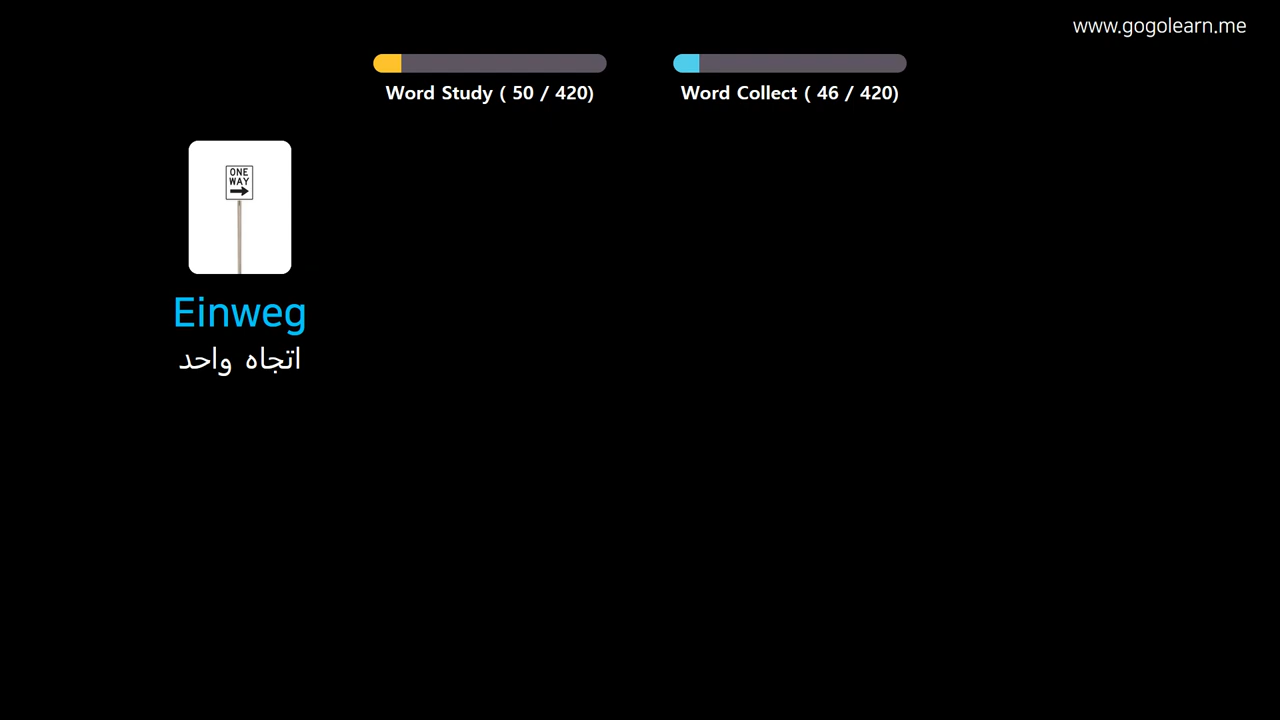 www.gogolearn.me
Word Study ( 50 / 420)
Word Collect ( 46 / 420)
ONE
WAY
Einweg
اتجاه واحد